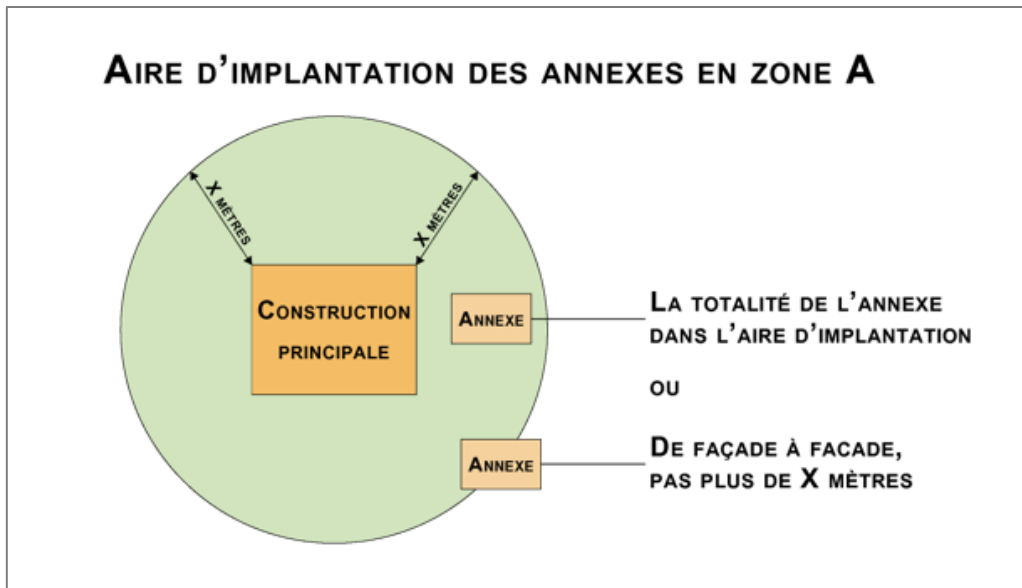 AIRE D'IMPLANTATION DES ANNEXES EN ZONE A
X MÈTRES
X MÈTRES
CONSTRUCTION
PRINCIPALE
ANNEXE
LA TOTALITÉ DE L'ANNEXE
DANS L'AIRE D'IMPLANTATION
OU
ANNEXE
DE FAÇADE À FACADE,
PAS PLUS DE X MÈTRES